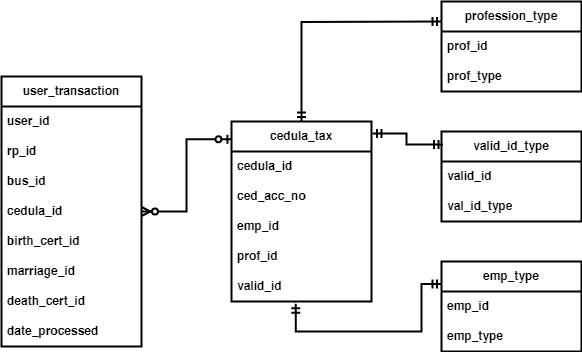 profession_type
prof_id
prof_type
user_transaction
user_id
rp_id
bus_id
cedula_id
birth_cert_id
marriage_id
death_cert_id
date_processed
cedula_tax
cedula_id
ced_acc_no
emp_id
prof_id
valid_id
valid_id_type
valid_id
val_id_type
emp_type
emp_id
emp_type